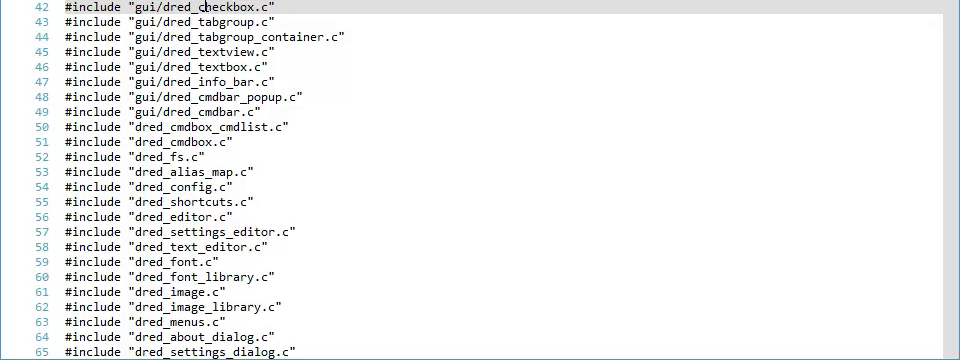 42 #include "gui/dred_checkbox.c"
43 #include "gui/dred_tabgroup.c"
44 #include "gui/dred_tabgroup_container.c"
45 #include "gui/dred_textview.c"
46 #include "gui/dred_textbox.c"
47 #include "gui/dred_info_bar.c"
48 #include "gui/dred_cmdbar_popup.c"
49 #include "gui/dred_cmdbar.c"
50 #include "dred_cmdbox_cmdlist.c"
51 #include "dred_cmdbox.c"
52 #include "dred_fs.c"
53 #include "dred_alias_map.c"
54 #include "dred_config.c"
55 #include "dred_shortcuts.c"
56 #include "dred_editor.c"
57 #include "dred_settings_editor.c"
58 #include "dred_text_editor.c"
59 #include "dred_font.c"
60 #include "dred_font_library.c"
61 #include "dred_image.c"
62 #include "dred_image_library.c"
63 #include "dred_menus.c"
64 #include "dred_about_dialog.c"
65 #include "dred_settings_dialog.c"